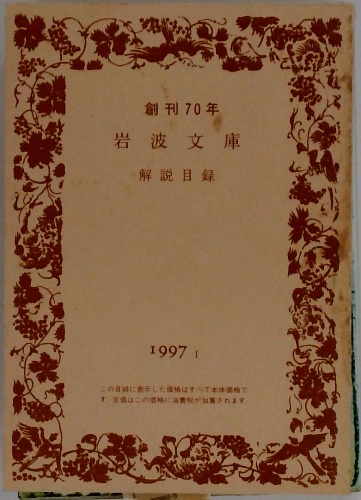 創刊70年
岩波文庫
解説目録
1997 I
この目録に表示した価格はすべて本体価格で
す．定価はこの価格に消費税が加算されます．